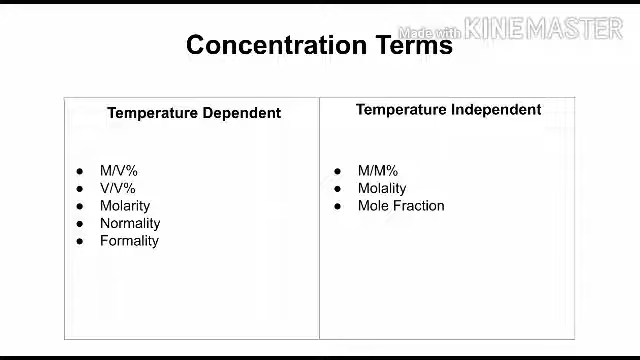 Made with KINEMASTER
Concentration Terms
Temperature Dependent
● M/V%
● V/V%
● Molarity
● Normality
● Formality
Temperature Independent
● M/M%
● Molality
● Mole Fraction